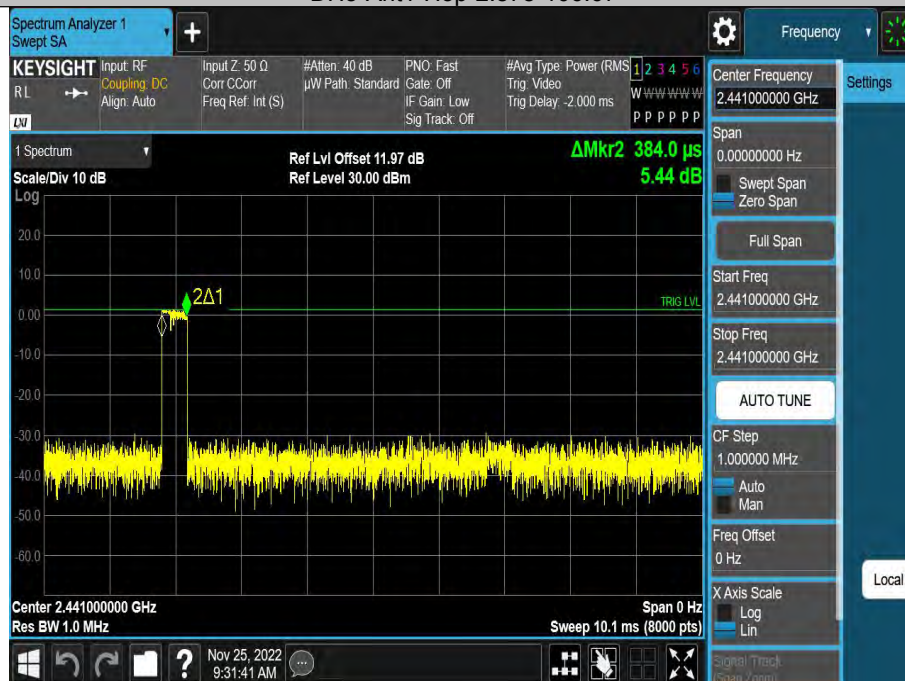 Spectrum Analyzer 1
Swept SA
+
Frequency
KEYSIGHT
RL
LXI
Input: RF
Coupling: DC
Align: Auto
Input Z: 50 Ω
Corr CCorr
Freq Ref: Int (S)
#Atten: 40 dB
µW Path: Standard
PNO: Fast
Gate: Off
IF Gain: Low
Sig Track: Off
#Avg Type: Power (RMS
Trig: Video
Trig Delay: -2.000 ms
1 2 3 4 5 6
W W W W W W
P P P P P P
1 Spectrum
Scale/Div 10 dB
Log
Ref Lvl Offset 11.97 dB
Ref Level 30.00 dBm
ΔMkr2 384.0 µs
5.44 dB
20.0
10.0
0.00
-10.0
-20.0
-30.0
-40.0
-50.0
-60.0
2Δ1
TRIG LVL
Center 2.441000000 GHz
Res BW 1.0 MHz
Span 0 Hz
Sweep 10.1 ms (8000 pts)
Center Frequency
2.441000000 GHz
Settings
Span
0.00000000 Hz
Swept Span
Zero Span
Full Span
Start Freq
2.441000000 GHz
Stop Freq
2.441000000 GHz
AUTO TUNE
CF Step
1.000000 MHz
Auto
Man
Freq Offset
0 Hz
Local
X Axis Scale
Log
Lin
Signal Track
(Span Zoom)
?
Nov 25, 2022
9:31:41 AM